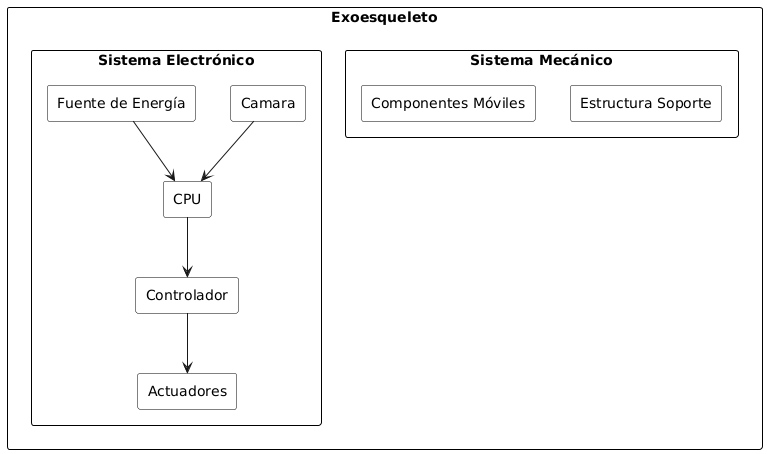 Exoesqueleto
Sistema Electrónico
Fuente de Energía
Camara
CPU
Controlador
Actuadores
Sistema Mecánico
Componentes Móviles
Estructura Soporte